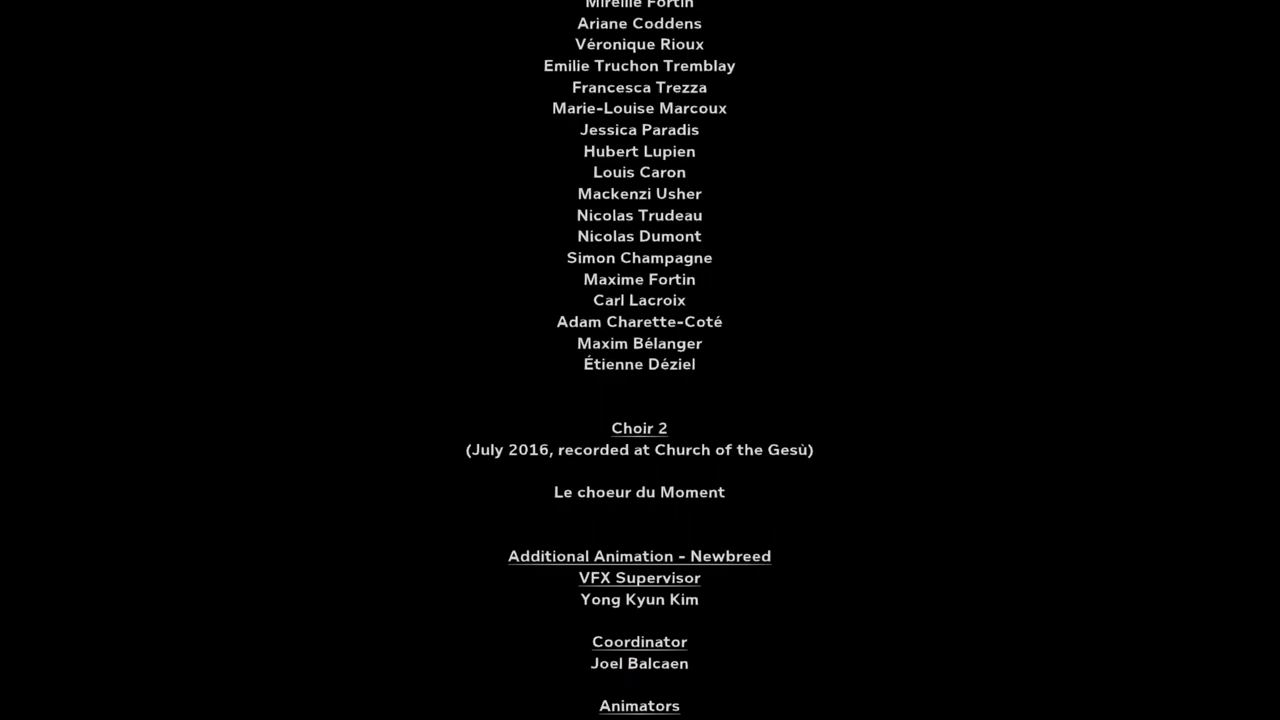 Mireille Fortin
Ariane Coddens
Véronique Rioux
Emilie Truchon Tremblay
Francesca Trezza
Marie-Louise Marcoux
Jessica Paradis
Hubert Lupien
Louis Caron
Mackenzi Usher
Nicolas Trudeau
Nicolas Dumont
Simon Champagne
Maxime Fortin
Carl Lacroix
Adam Charette-Coté
Maxim Bélanger
Étienne Déziel
Choir 2
(July 2016, recorded at Church of the Gesù)
Le choeur du Moment
Additional Animation - Newbreed
VFX Supervisor
Yong Kyun Kim
Coordinator
Joel Balcaen
Animators